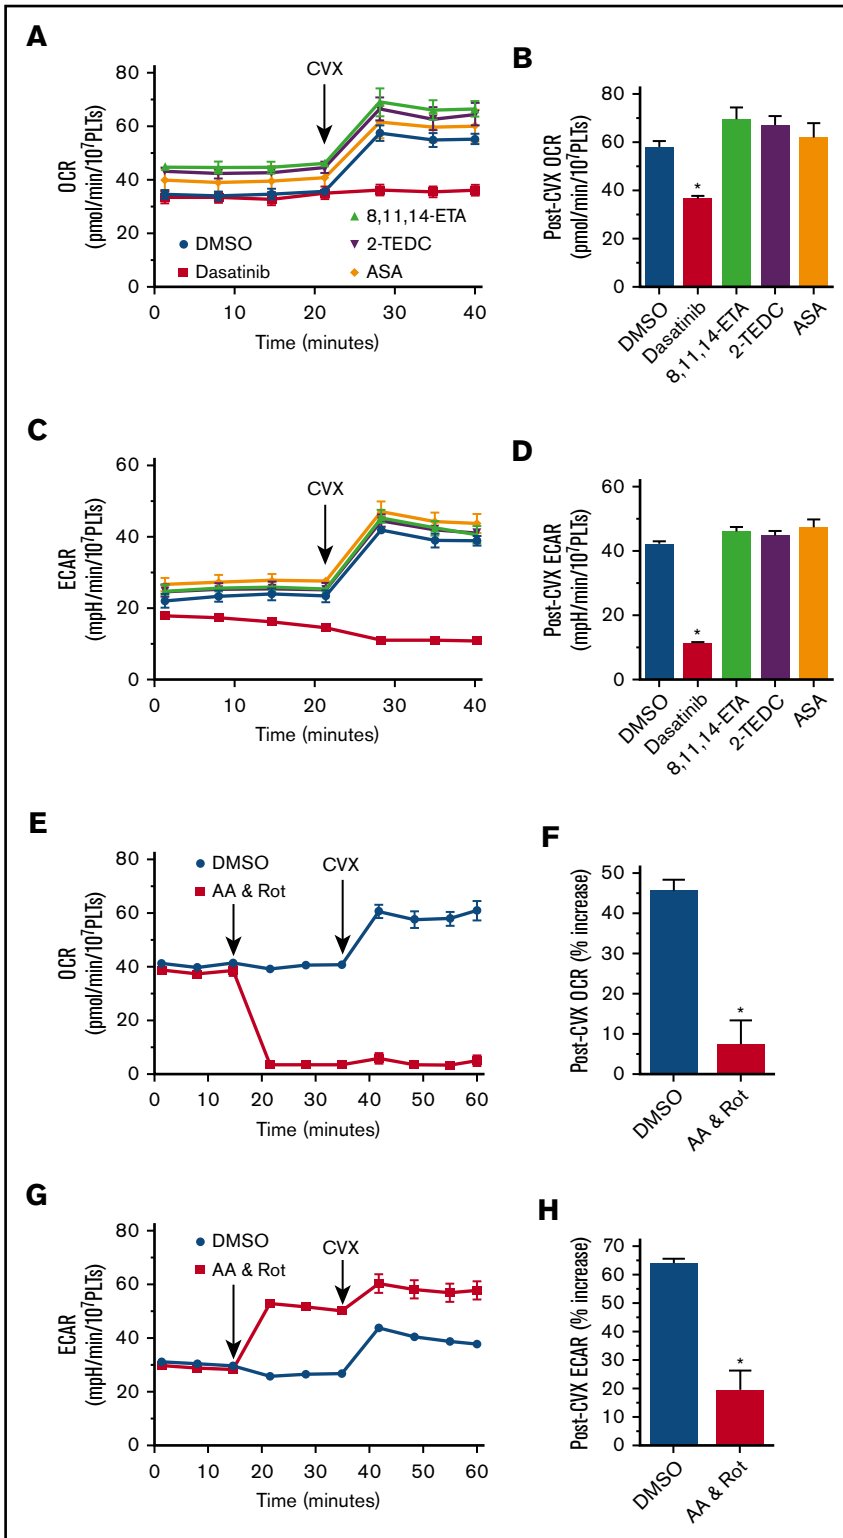 A
80
60
40
20
0
OCR
(pmol/min/10⁷PLTs)
CVX
DMSO
Dasatinib
8,11,14-ETA
2-TEDC
ASA
0 10 20 30 40
Time (minutes)
B
80
60
40
20
0
Post-CVX OCR
(pmol/min/10⁷PLTs)
*
DMSO
Dasatinib
8,11,14-ETA
2-TEDC
ASA
C
60
40
20
0
ECAR
(mpH/min/10⁷PLTs)
CVX
0 10 20 30 40
Time (minutes)
D
60
40
20
0
Post-CVX ECAR
(mpH/min/10⁷PLTs)
*
DMSO
Dasatinib
8,11,14-ETA
2-TEDC
ASA
E
80
60
40
20
0
OCR
(pmol/min/10⁷PLTs)
DMSO
AA & Rot
CVX
0 10 20 30 40 50 60
Time (minutes)
F
50
40
30
20
10
0
Post-CVX OCR (% increase)
*
DMSO
AA & Rot
G
80
60
40
20
0
ECAR
(mpH/min/10⁷PLTs)
DMSO
AA & Rot
CVX
0 10 20 30 40 50 60
Time (minutes)
H
70
60
50
40
30
20
10
0
Post-CVX ECAR (% increase)
*
DMSO
AA & Rot